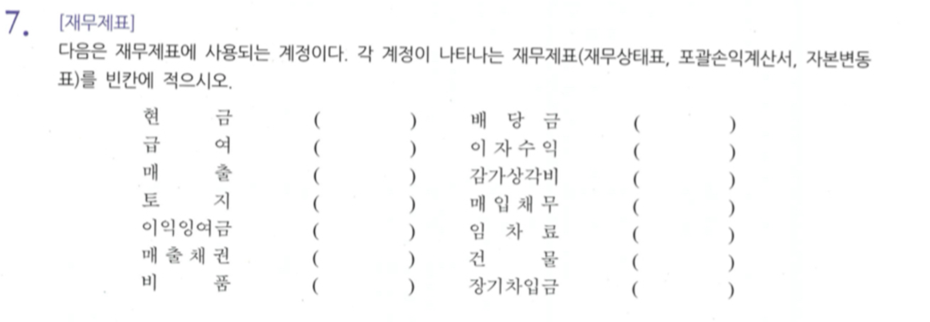 7. [재무제표]
다음은 재무제표에 사용되는 계정이다. 각 계정이 나타나는 재무제표(재무상태표, 포괄손익계산서, 자본변동
표)를 빈칸에 적으시오.
현 금 ( ) 배 당 금 ( )
급 여 ( ) 이 자 수 익 ( )
매 출 ( ) 감가상각비 ( )
토 지 ( ) 매 입 채 무 ( )
이익잉여금 ( ) 임 차 료 ( )
매 출 채 권 ( ) 건 물 ( )
비 품 ( ) 장기차입금 ( )